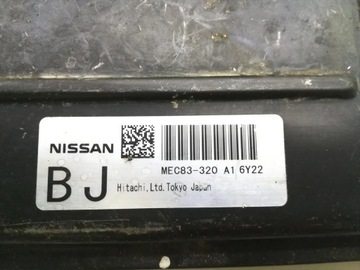 NISSAN
MEC83-320 A1 6Y22
BJ
Hitachi,Ltd.Tokyo Japan